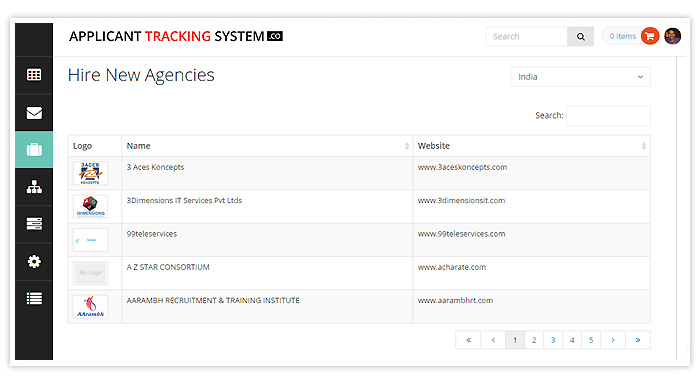 APPLICANT TRACKING SYSTEM .CO
Search
0 items
Hire New Agencies
India
Search:
Logo Name Website
3ACES
KONCEPTS
3 Aces Koncepts www.3aceskoncepts.com
3DIMENSIONS
3Dimensions IT Services Pvt Ltds www.3dimensionsit.com
99teleservices www.99teleservices.com
No Logo
A Z STAR CONSORTIUM www.acharate.com
AArambh
AARAMBH RECRUITMENT & TRAINING INSTITUTE www.aarambhrt.com
« ‹ 1 2 3 4 5 › »